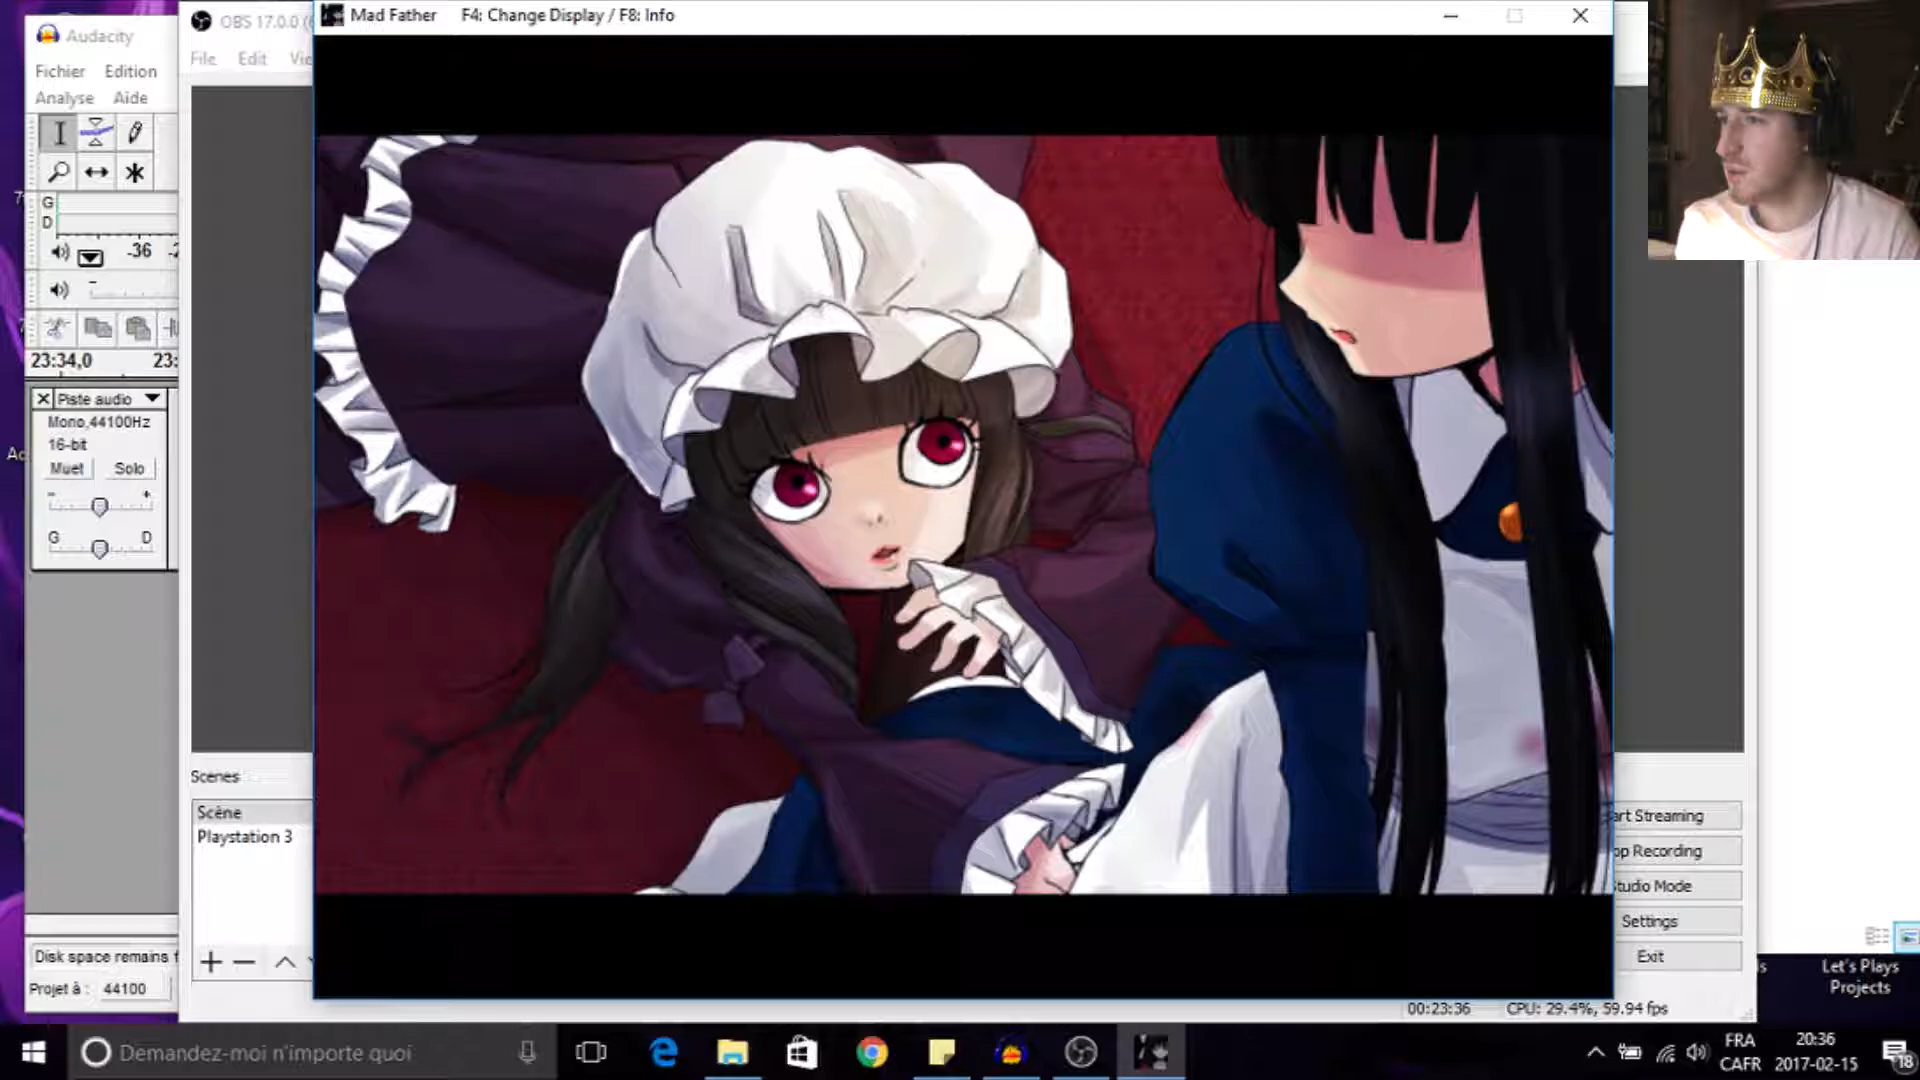 Mad Father F4: Change Display / F8: Info
Audacity
OBS 17.0.0
Fichier Edition
File Edit
Analyse Aide
G
D
-36
23:34,0 23:
Piste audio
Mono,44100Hz
16-bit
Muet Solo
- +
G D
Scenes
Scène
Playstation 3
art Streaming
op Recording
Studio Mode
Settings
Exit
Disk space remains f
Projet à : 44100
Let's Plays
Projects
00:23:36 CPU: 29.4%, 59.94 fps
Demandez-moi n'importe quoi
FRA
CAFR
20:36
2017-02-15
18